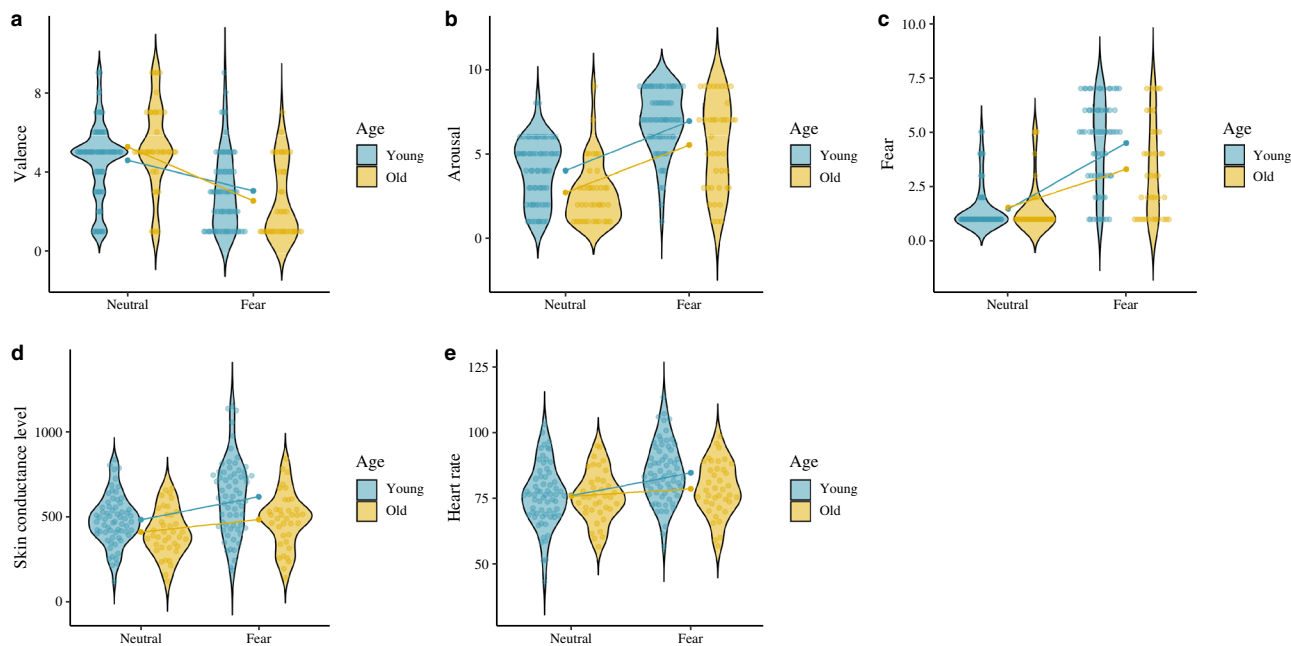 a
Valence
8
4
0
Neutral
Fear
Age
Young
Old
b
Arousal
10
5
0
Neutral
Fear
Age
Young
Old
c
Fear
10.0
7.5
5.0
2.5
0.0
Neutral
Fear
Age
Young
Old
d
Skin conductance level
1000
500
0
Neutral
Fear
Age
Young
Old
e
Heart rate
125
100
75
50
Neutral
Fear
Age
Young
Old